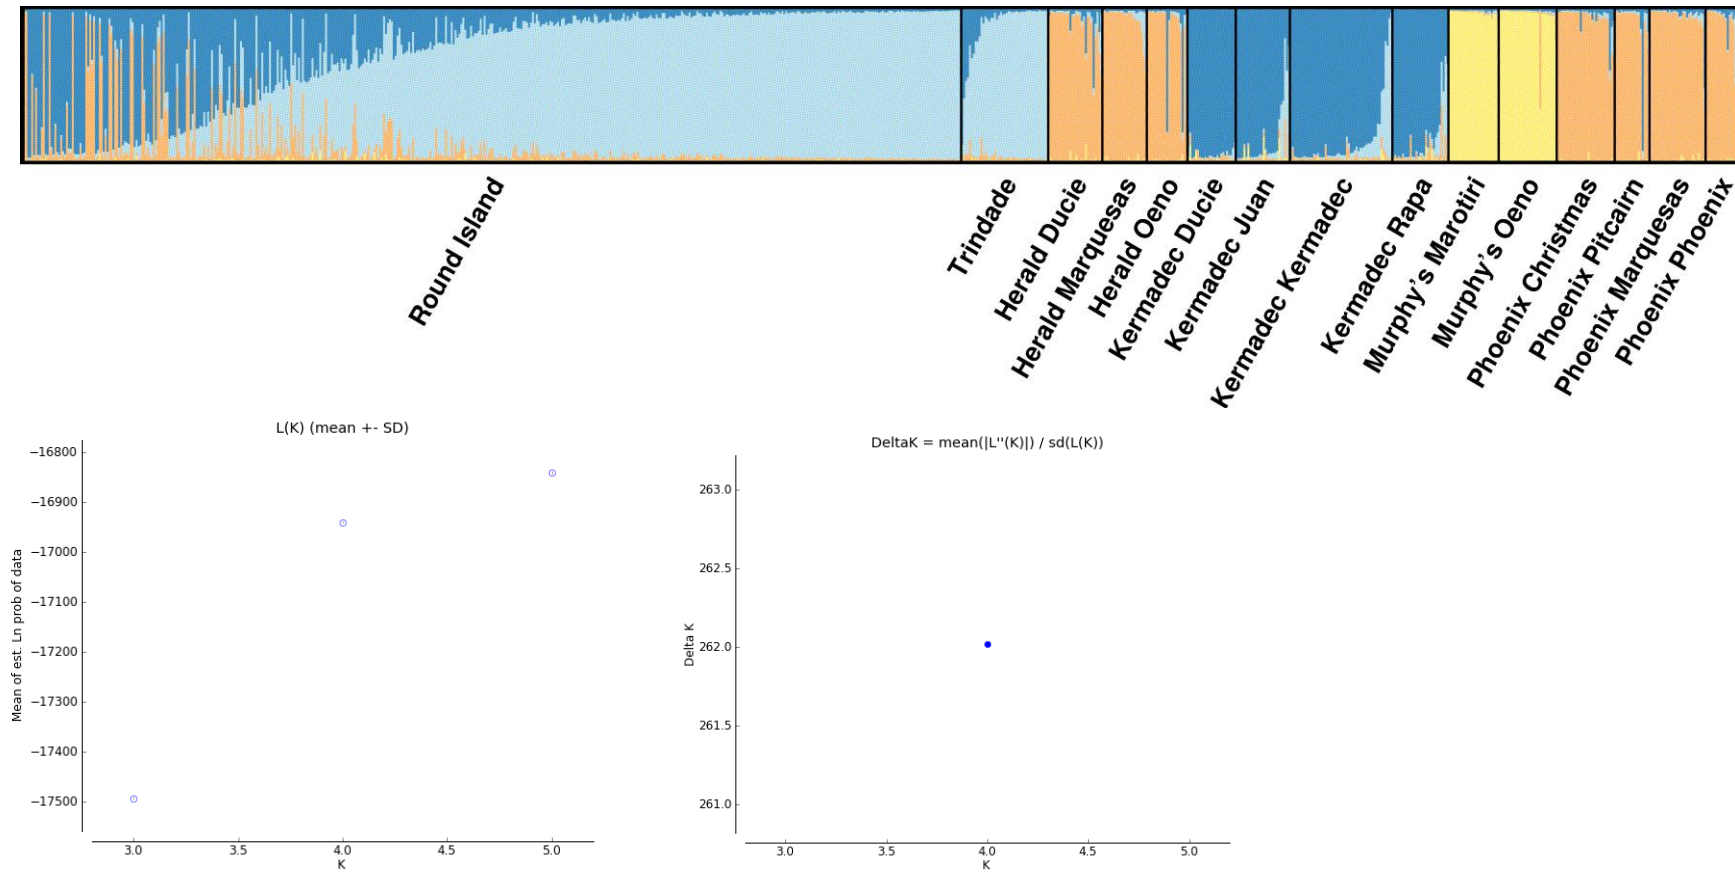 Round Island
Trindade
Herald Ducie
Herald Marquesas
Herald Oeno
Kermadec Ducie
Kermadec Juan
Kermadec Kermadec
Kermadec Rapa
Murphy's Marotiri
Murphy's Oeno
Phoenix Christmas
Phoenix Pitcairn
Phoenix Marquesas
Phoenix Phoenix
L(K) (mean +- SD)
Mean of est. Ln prob of data
−16800
−16900
−17000
−17100
−17200
−17300
−17400
−17500
3.0 3.5 4.0 4.5 5.0
K
DeltaK = mean(|L''(K)|) / sd(L(K))
Delta K
263.0
262.5
262.0
261.5
261.0
3.0 3.5 4.0 4.5 5.0
K